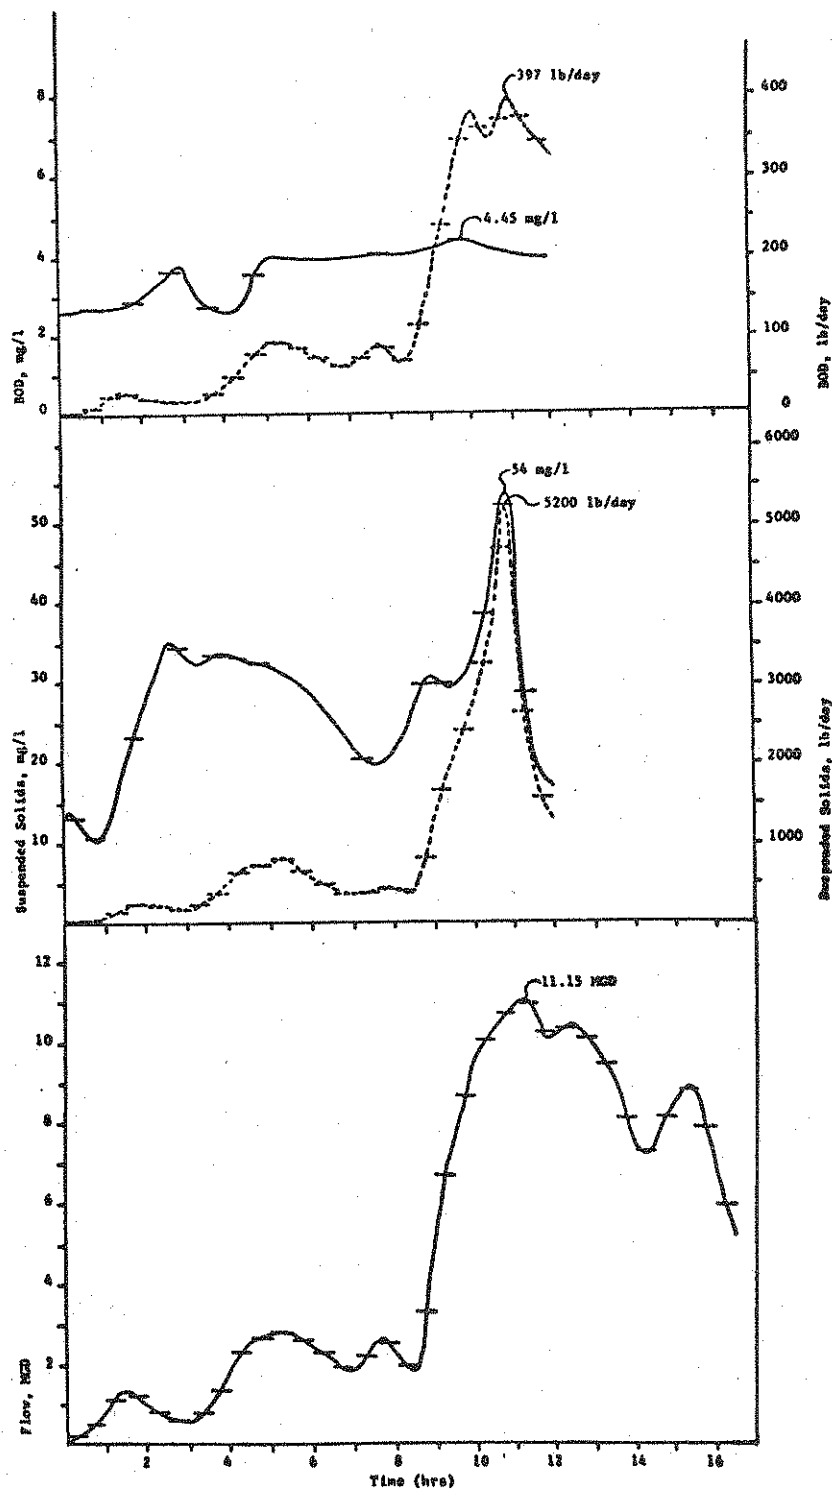 397 lb/day
8
400
6
300
4.45 mg/l
4
200
2
100
0
0
BOD, mg/l
BOD, lb/day
6000
54 mg/l
50
5200 lb/day
5000
40
4000
30
3000
20
2000
10
1000
Suspended Solids, mg/l
Suspended Solids, lb/day
12
11.15 MGD
10
8
6
4
2
Flow, MGD
2 4 6 8 10 12 14 16
Time (hrs)